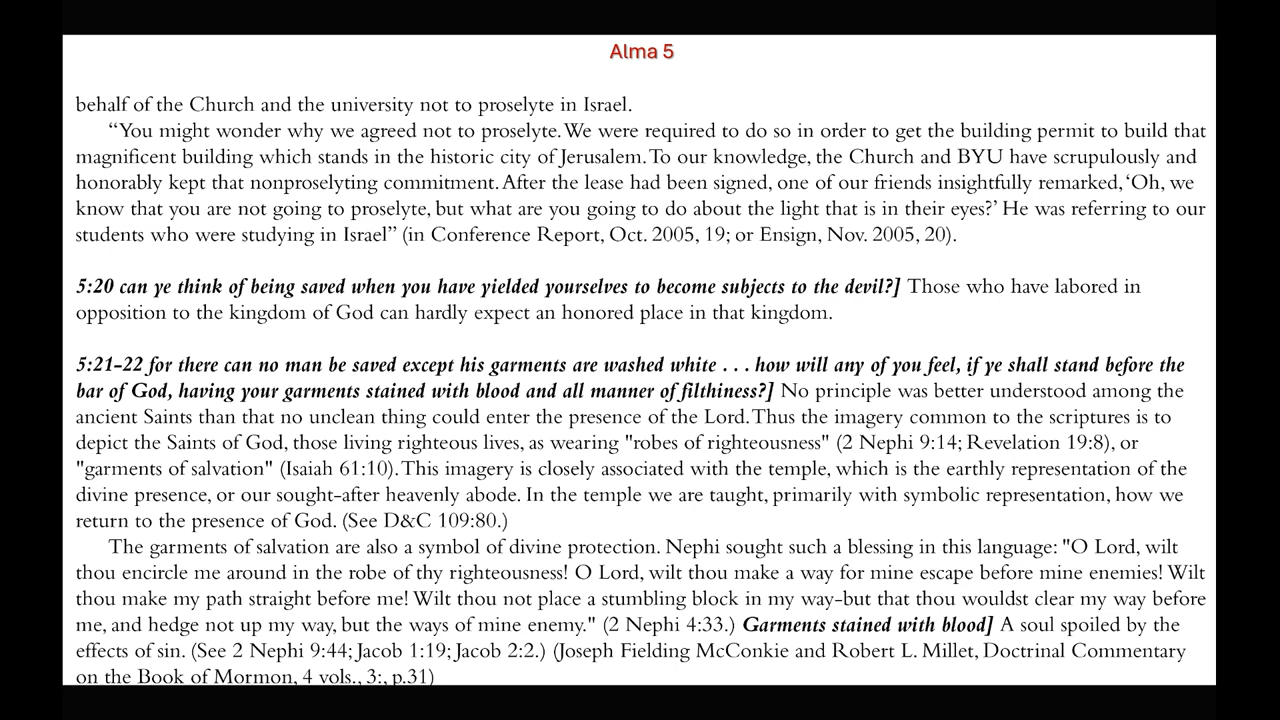 Alma 5
behalf of the Church and the university not to proselyte in Israel.
“You might wonder why we agreed not to proselyte. We were required to do so in order to get the building permit to build that
magnificent building which stands in the historic city of Jerusalem. To our knowledge, the Church and BYU have scrupulously and
honorably kept that nonproselyting commitment. After the lease had been signed, one of our friends insightfully remarked, ‘Oh, we
know that you are not going to proselyte, but what are you going to do about the light that is in their eyes?’ He was referring to our
students who were studying in Israel” (in Conference Report, Oct. 2005, 19; or Ensign, Nov. 2005, 20).
5:20 can ye think of being saved when you have yielded yourselves to become subjects to the devil?] Those who have labored in
opposition to the kingdom of God can hardly expect an honored place in that kingdom.
5:21-22 for there can no man be saved except his garments are washed white . . . how will any of you feel, if ye shall stand before the
bar of God, having your garments stained with blood and all manner of filthiness?] No principle was better understood among the
ancient Saints than that no unclean thing could enter the presence of the Lord. Thus the imagery common to the scriptures is to
depict the Saints of God, those living righteous lives, as wearing "robes of righteousness" (2 Nephi 9:14; Revelation 19:8), or
"garments of salvation" (Isaiah 61:10). This imagery is closely associated with the temple, which is the earthly representation of the
divine presence, or our sought-after heavenly abode. In the temple we are taught, primarily with symbolic representation, how we
return to the presence of God. (See D&C 109:80.)
The garments of salvation are also a symbol of divine protection. Nephi sought such a blessing in this language: "O Lord, wilt
thou encircle me around in the robe of thy righteousness! O Lord, wilt thou make a way for mine escape before mine enemies! Wilt
thou make my path straight before me! Wilt thou not place a stumbling block in my way-but that thou wouldst clear my way before
me, and hedge not up my way, but the ways of mine enemy." (2 Nephi 4:33.) Garments stained with blood] A soul spoiled by the
effects of sin. (See 2 Nephi 9:44; Jacob 1:19; Jacob 2:2.) (Joseph Fielding McConkie and Robert L. Millet, Doctrinal Commentary
on the Book of Mormon, 4 vols., 3:, p.31)